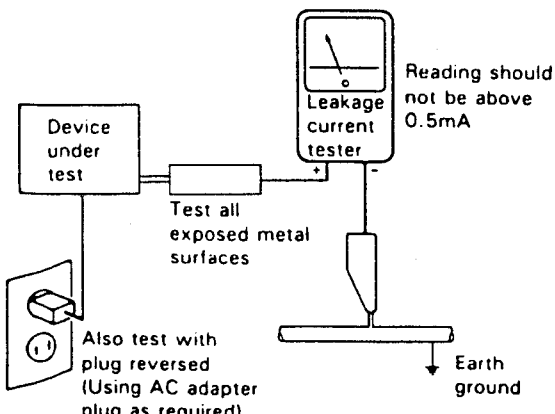 Device
under
test
Leakage
current
tester
+ -
Reading should
not be above
0.5mA
Test all
exposed metal
surfaces
Also test with
plug reversed
(Using AC adapter
plug as required)
Earth
ground